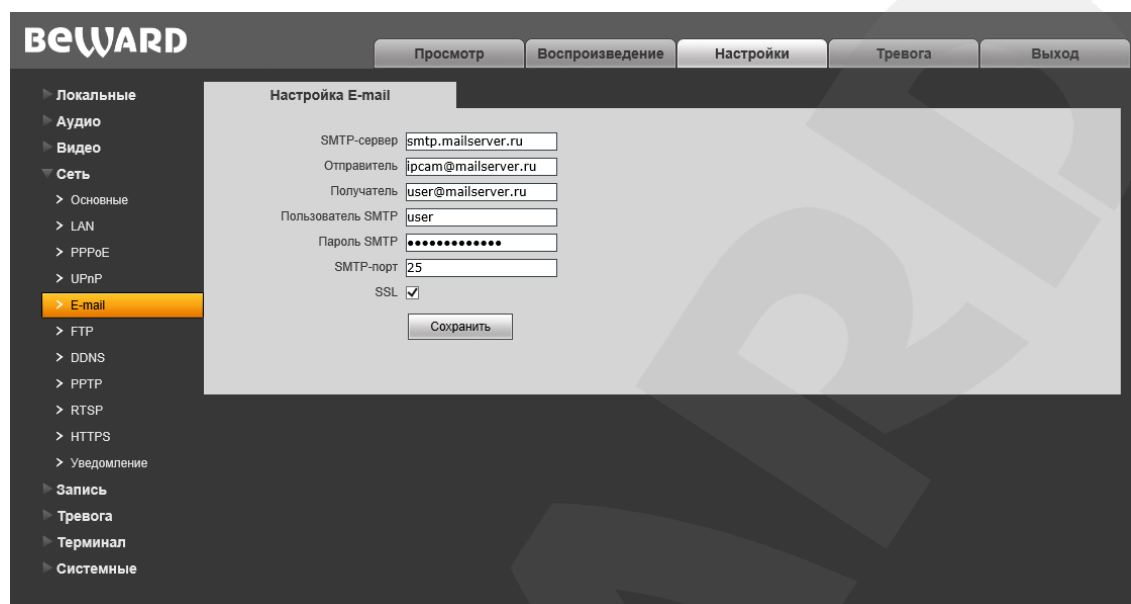 BEWARD
Просмотр
Воспроизведение
Настройки
Тревога
Выход
Локальные
Аудио
Видео
Сеть
> Основные
> LAN
> PPPoE
> UPnP
> E-mail
> FTP
> DDNS
> PPTP
> RTSP
> HTTPS
> Уведомление
Запись
Тревога
Терминал
Системные
Настройка E-mail
SMTP-сервер smtp.mailserver.ru
Отправитель ipcam@mailserver.ru
Получатель user@mailserver.ru
Пользователь SMTP user
Пароль SMTP •••••••••••••
SMTP-порт 25
SSL
Сохранить